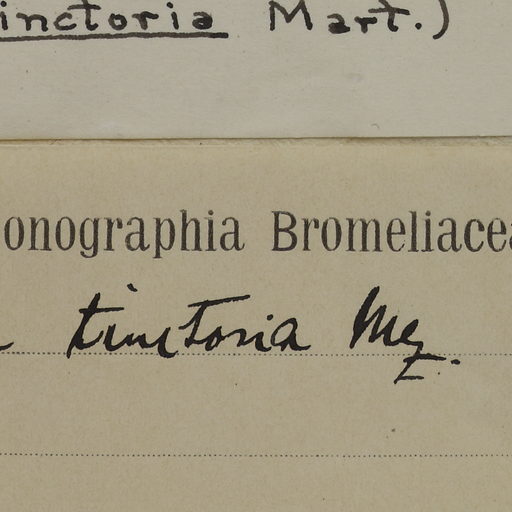 inctoria Mart.)
onographia Bromeliacea
tinctoria Mez.